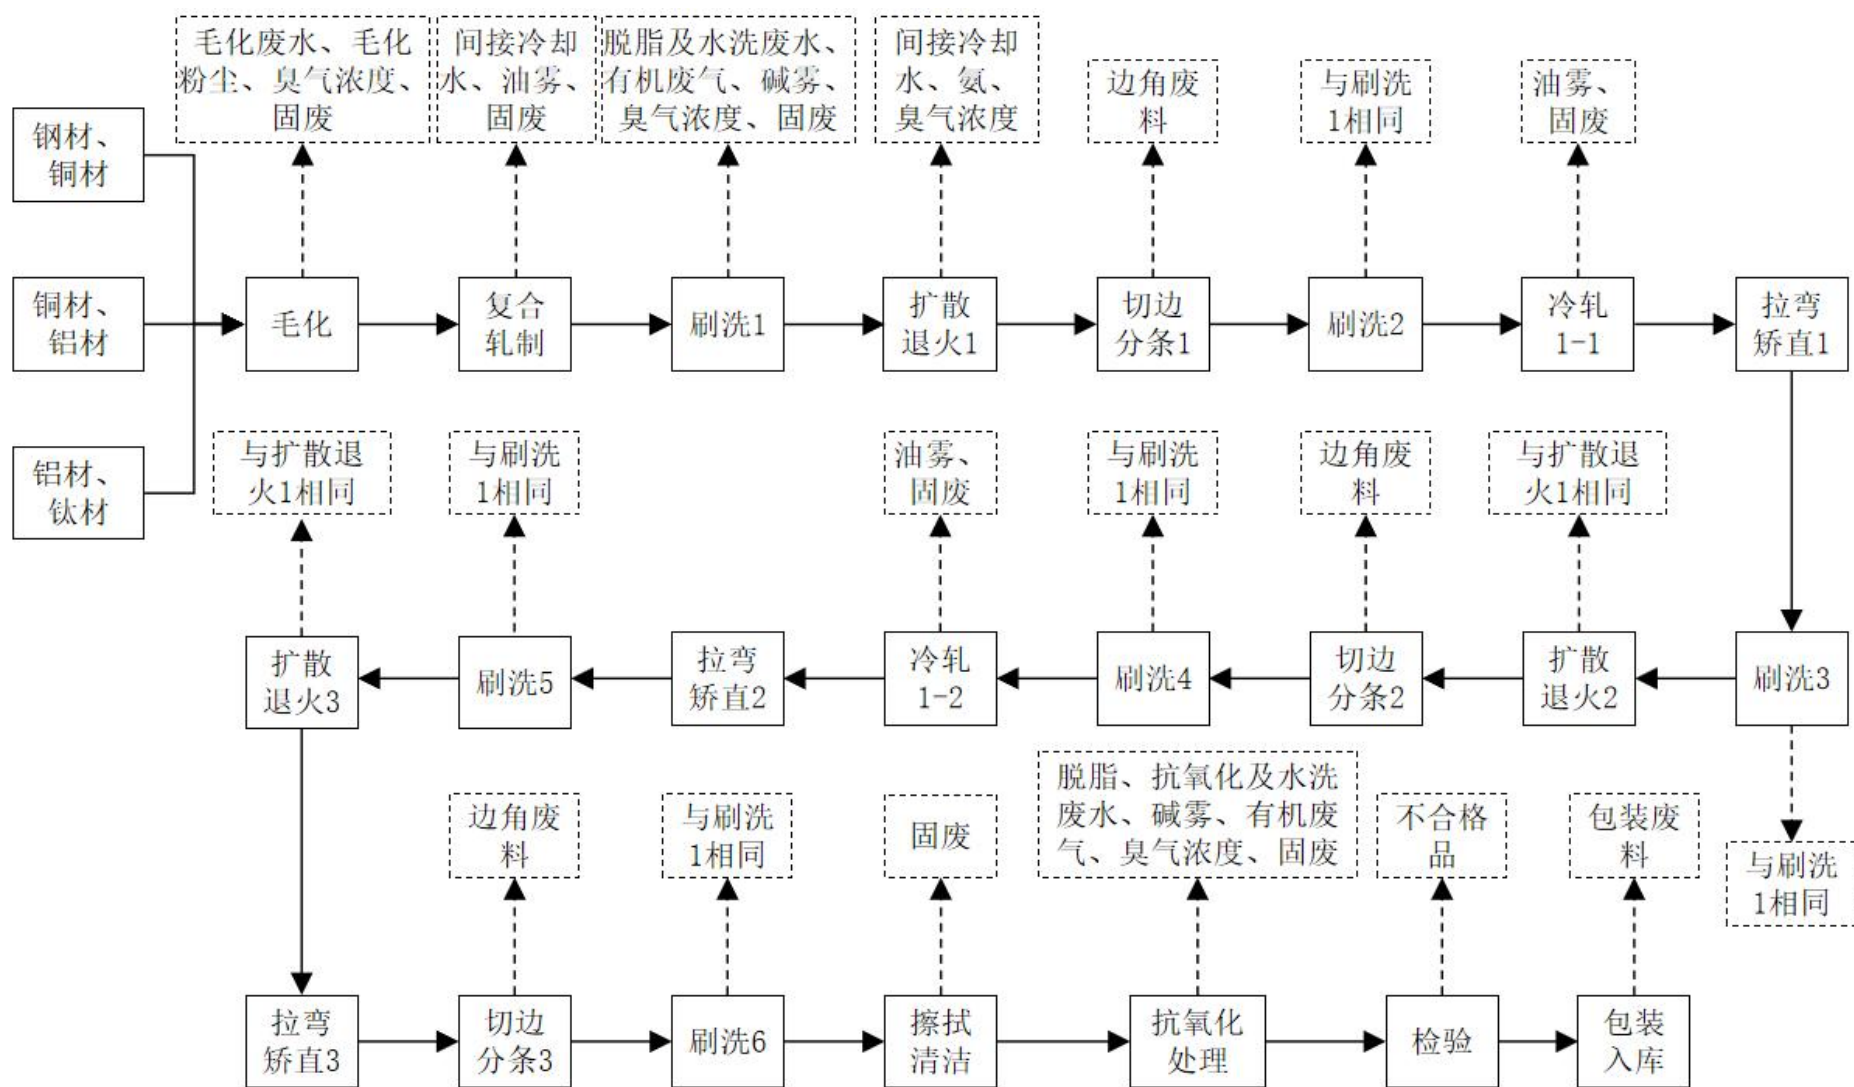 毛化废水、毛化
粉尘、臭气浓度、
固废
间接冷却
水、油雾、
固废
脱脂及水洗废水、
有机废气、碱雾、
臭气浓度、固废
间接冷却
水、氨、
臭气浓度
边角废
料
与刷洗
1相同
油雾、
固废
钢材、
铜材
铜材、
铝材
铝材、
钛材
毛化
复合
轧制
刷洗1
扩散
退火1
切边
分条1
刷洗2
冷轧
1-1
拉弯
矫直1
与扩散退
火1相同
与刷洗
1相同
油雾、
固废
与刷洗
1相同
边角废
料
与扩散退
火1相同
扩散
退火3
刷洗5
拉弯
矫直2
冷轧
1-2
刷洗4
切边
分条2
扩散
退火2
刷洗3
边角废
料
与刷洗
1相同
固废
脱脂、抗氧化及水洗
废水、碱雾、有机废
气、臭气浓度、固废
不合格
品
包装废
料
与刷洗
1相同
拉弯
矫直3
切边
分条3
刷洗6
擦拭
清洁
抗氧化
处理
检验
包装
入库